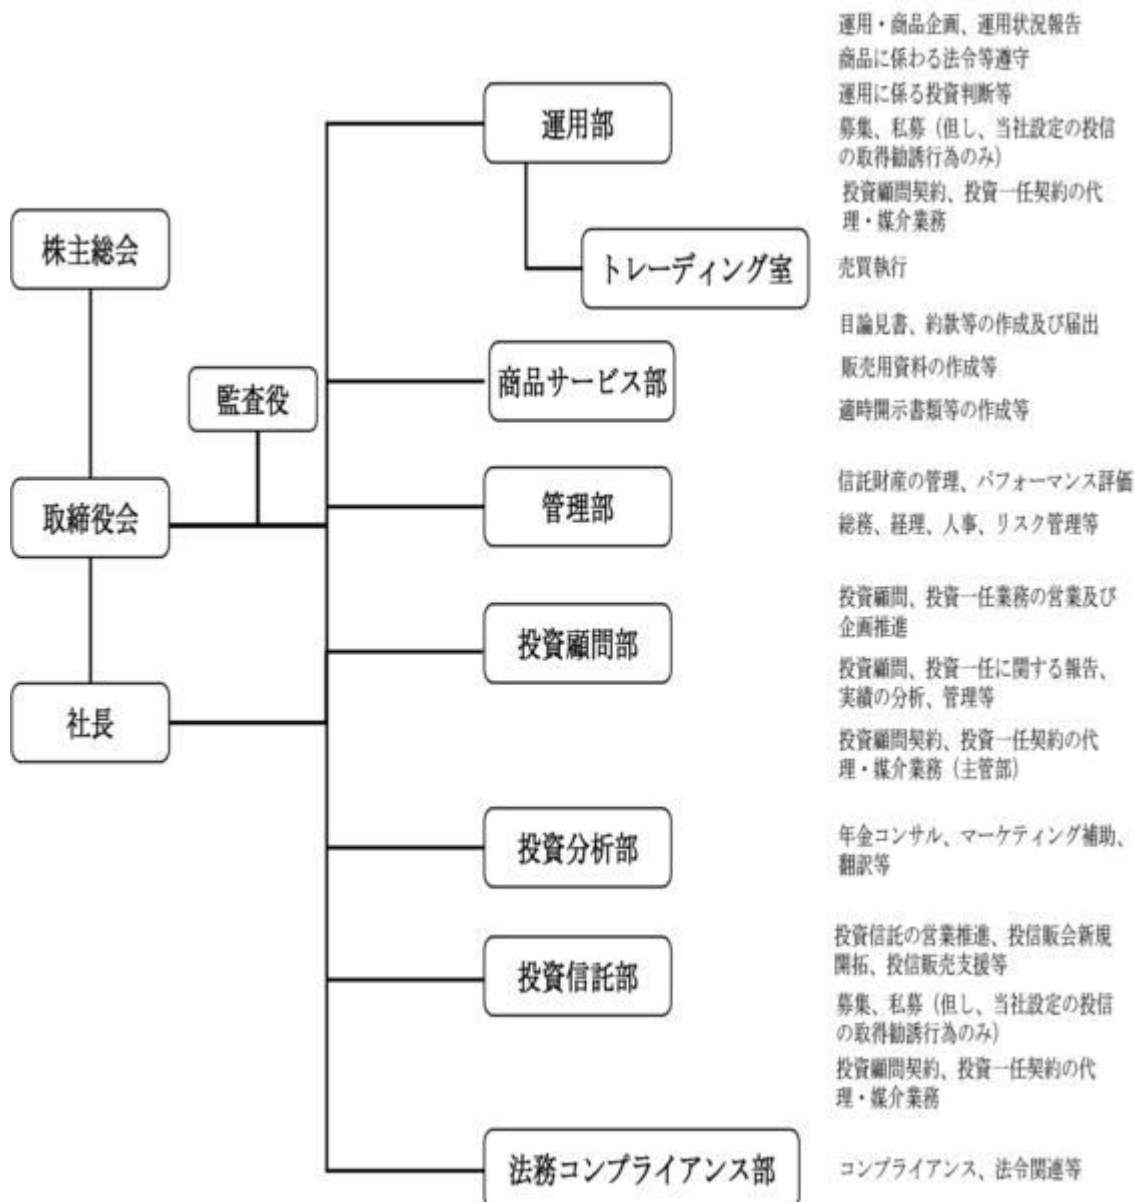 株主総会
監査役
取締役会
社長
運用部
運用・商品企画、運用状況報告
商品に係わる法令等遵守
運用に係る投資判断等
募集、私募（但し、当社設定の投信
の取得勧誘行為のみ）
投資顧問契約、投資一任契約の代
理・媒介業務
トレーディング室
売買執行
商品サービス部
目論見書、約款等の作成及び届出
販売用資料の作成等
適時開示書類等の作成等
管理部
信託財産の管理、パフォーマンス評価
総務、経理、人事、リスク管理等
投資顧問部
投資顧問、投資一任業務の営業及び
企画推進
投資顧問、投資一任に関する報告、
実績の分析、管理等
投資顧問契約、投資一任契約の代
理・媒介業務（主管部）
投資分析部
年金コンサル、マーケティング補助、
翻訳等
投資信託部
投資信託の営業推進、投信販会新規
開拓、投信販売支援等
募集、私募（但し、当社設定の投信
の取得勧誘行為のみ）
投資顧問契約、投資一任契約の代
理・媒介業務
法務コンプライアンス部
コンプライアンス、法令関連等